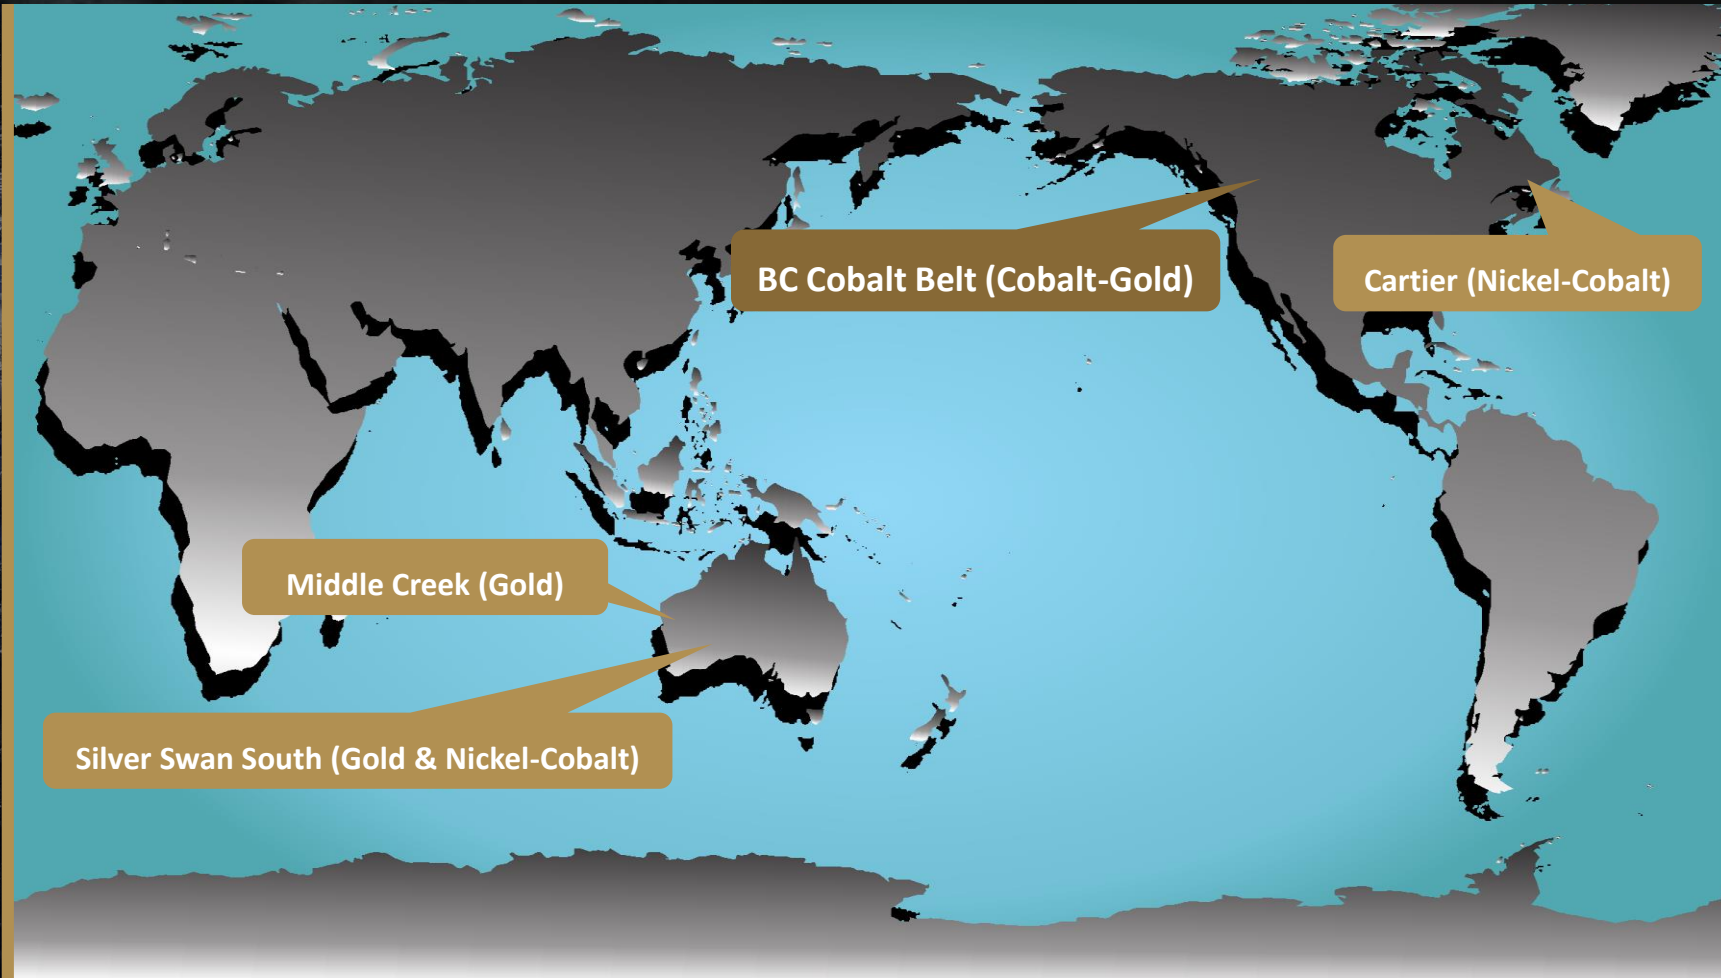 BC Cobalt Belt (Cobalt-Gold)
Cartier (Nickel-Cobalt)
Middle Creek (Gold)
Silver Swan South (Gold & Nickel-Cobalt)